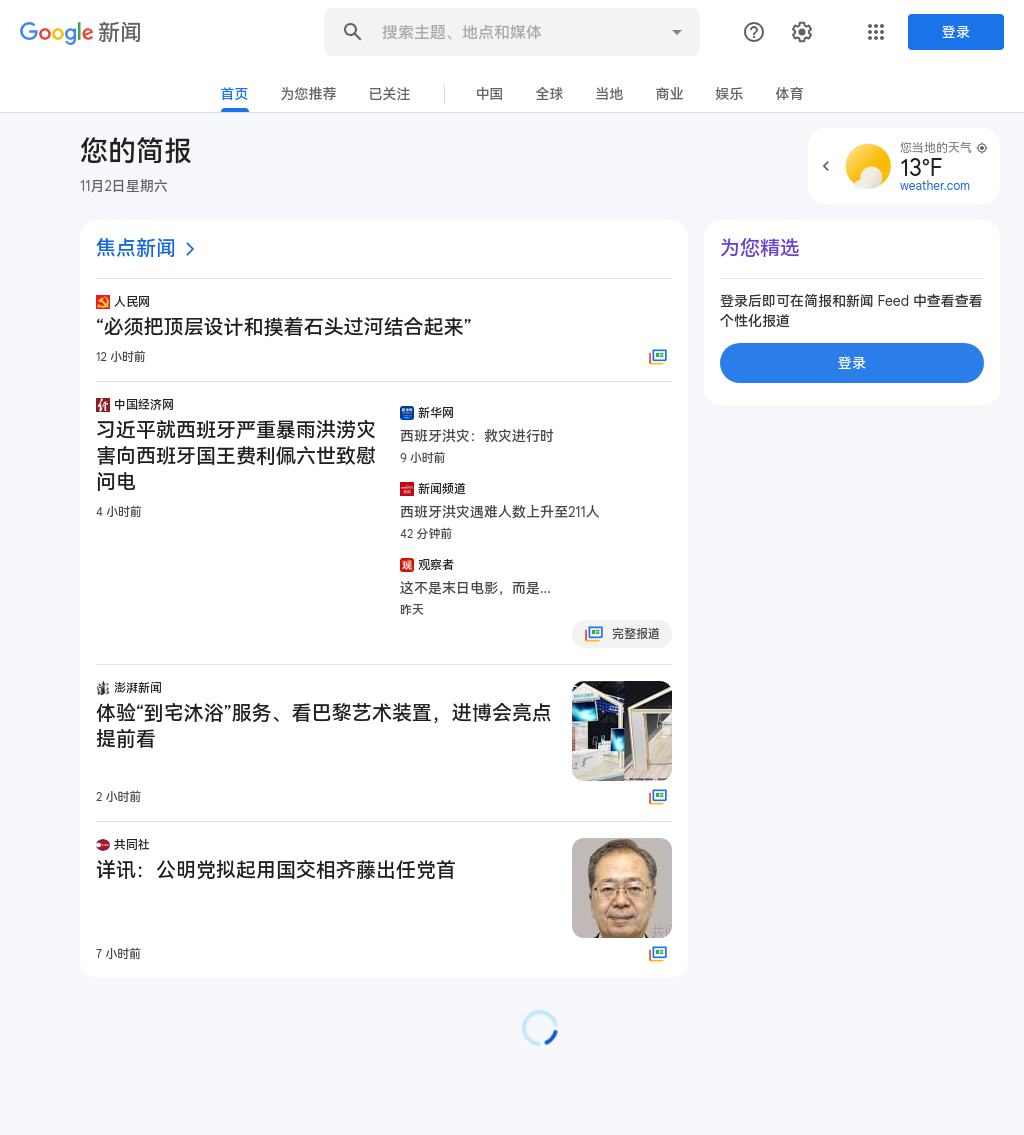 Google 新闻
搜索主题、地点和媒体
登录
首页
为您推荐
已关注
中国
全球
当地
商业
娱乐
体育
您的简报
11月2日星期六
您当地的天气
13°F
weather.com
焦点新闻
人民网
“必须把顶层设计和摸着石头过河结合起来”
12 小时前
中国经济网
习近平就西班牙严重暴雨洪涝灾
害向西班牙国王费利佩六世致慰
问电
4 小时前
新华网
西班牙洪灾：救灾进行时
9 小时前
新闻频道
西班牙洪灾遇难人数上升至211人
42 分钟前
观察者
这不是末日电影，而是...
昨天
完整报道
澎湃新闻
体验“到宅沐浴”服务、看巴黎艺术装置，进博会亮点
提前看
2 小时前
共同社
详讯：公明党拟起用国交相齐藤出任党首
7 小时前
为您精选
登录后即可在简报和新闻 Feed 中查看查看
个性化报道
登录